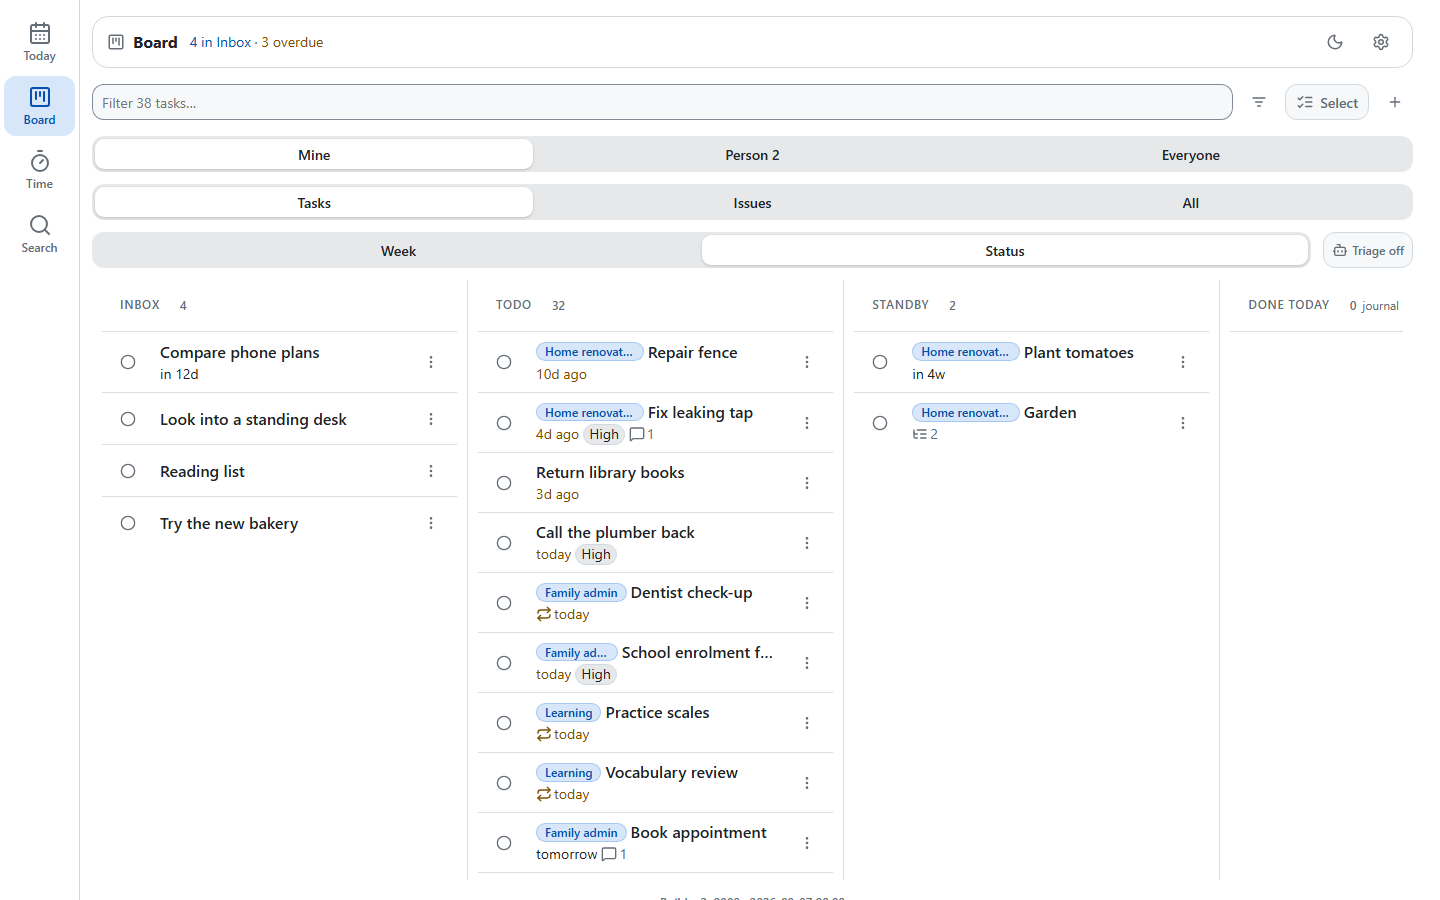 Today
Board
Time
Search
Board 4 in Inbox · 3 overdue
Filter 38 tasks...
Select
Mine Person 2 Everyone
Tasks Issues All
Week Status
Triage off
INBOX 4
Compare phone plans
in 12d
Look into a standing desk
Reading list
Try the new bakery
TODO 32
Home renovat... Repair fence
10d ago
Home renovat... Fix leaking tap
4d ago High 1
Return library books
3d ago
Call the plumber back
today High
Family admin Dentist check-up
today
Family ad... School enrolment f...
today High
Learning Practice scales
today
Learning Vocabulary review
today
Family admin Book appointment
tomorrow 1
STANDBY 2
Home renovat... Plant tomatoes
in 4w
Home renovat... Garden
2
DONE TODAY 0 journal